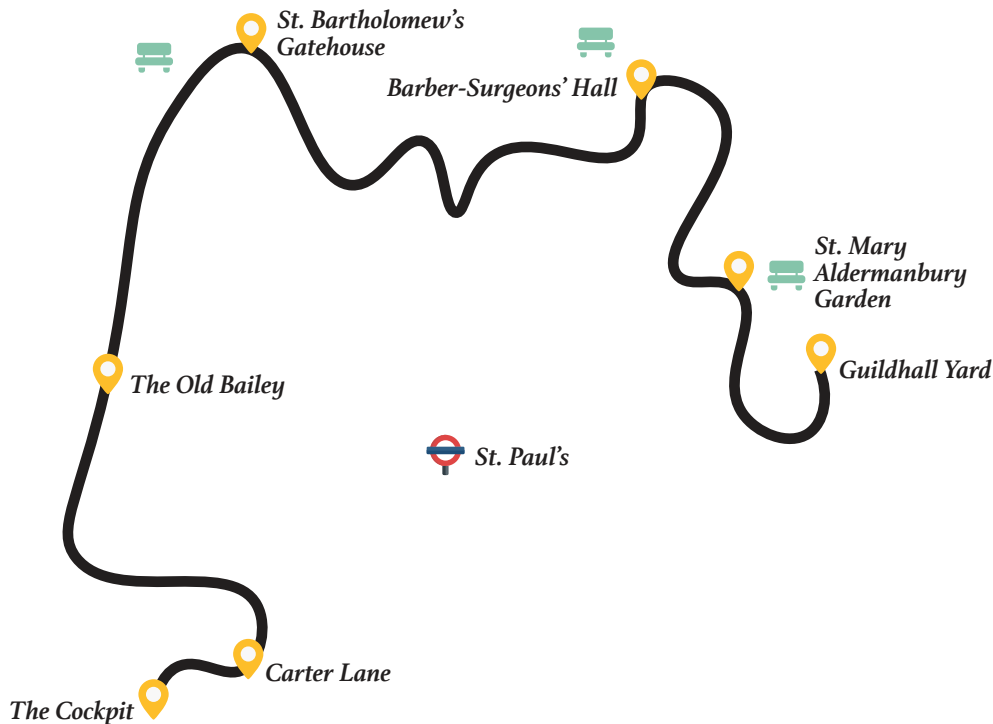 St. Bartholomew's
Gatehouse
Barber-Surgeons' Hall
St. Mary
Aldermanbury
Garden
Guildhall Yard
The Old Bailey
St. Paul's
Carter Lane
The Cockpit